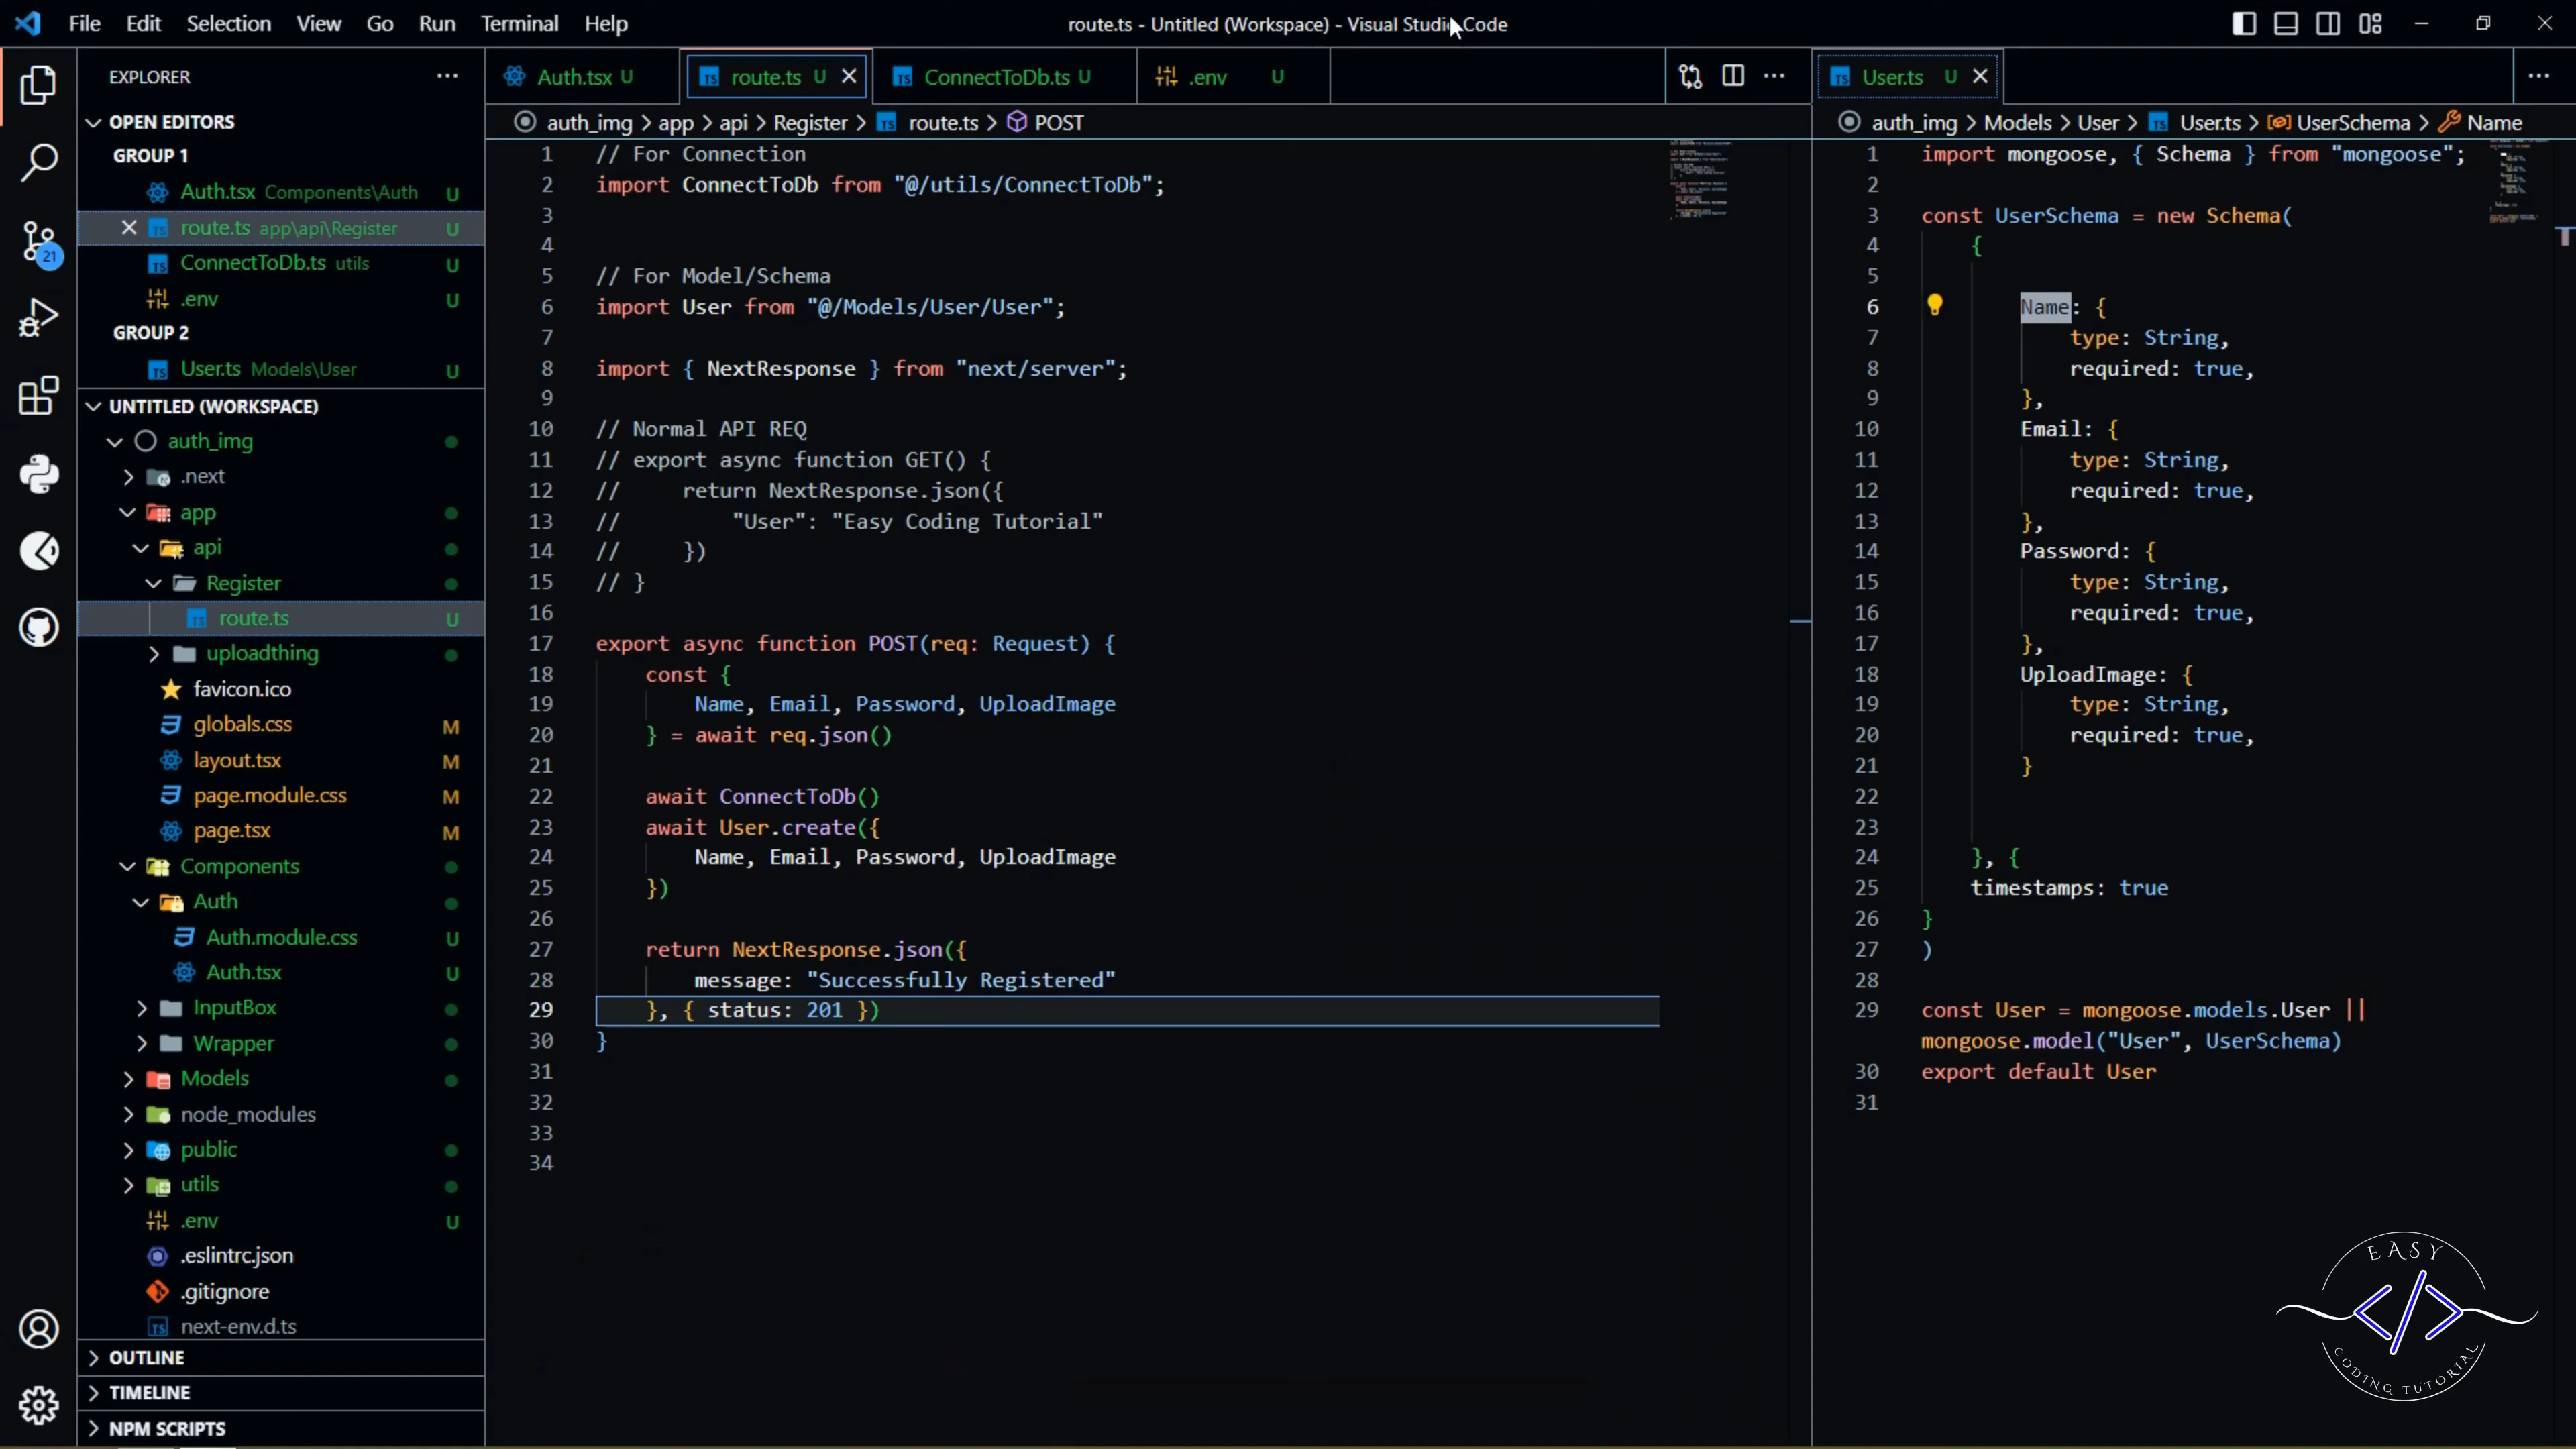 File Edit Selection View Go Run Terminal Help
route.ts - Untitled (Workspace) - Visual Studio Code
EXPLORER
OPEN EDITORS
GROUP 1
Auth.tsx Components\Auth U
route.ts app\api\Register U
ConnectToDb.ts utils U
.env U
GROUP 2
User.ts Models\User U
UNTITLED (WORKSPACE)
auth_img
.next
app
api
Register
route.ts U
uploadthing
favicon.ico
globals.css M
layout.tsx M
page.module.css M
page.tsx M
Components
Auth
Auth.module.css U
Auth.tsx U
InputBox
Wrapper
Models
node_modules
public
utils
.env U
.eslintrc.json
.gitignore
next-env.d.ts
OUTLINE
TIMELINE
NPM SCRIPTS
21
Auth.tsx U route.ts U ConnectToDb.ts U .env U
auth_img > app > api > Register > TS route.ts > POST
1 // For Connection
2 import ConnectToDb from "@/utils/ConnectToDb";
3
4
5 // For Model/Schema
6 import User from "@/Models/User/User";
7
8 import { NextResponse } from "next/server";
9
10 // Normal API REQ
11 // export async function GET() {
12 //     return NextResponse.json({
13 //         "User": "Easy Coding Tutorial"
14 //     })
15 // }
16
17 export async function POST(req: Request) {
18     const {
19         Name, Email, Password, UploadImage
20     } = await req.json()
21
22     await ConnectToDb()
23     await User.create({
24         Name, Email, Password, UploadImage
25     })
26
27     return NextResponse.json({
28         message: "Successfully Registered"
29     }, { status: 201 })
30 }
31
32
33
34
User.ts U
auth_img > Models > User > TS User.ts > UserSchema > Name
1 import mongoose, { Schema } from "mongoose";
2
3 const UserSchema = new Schema(
4     {
5
6         Name: {
7             type: String,
8             required: true,
9         },
10         Email: {
11             type: String,
12             required: true,
13         },
14         Password: {
15             type: String,
16             required: true,
17         },
18         UploadImage: {
19             type: String,
20             required: true,
21         }
22
23
24     }, {
25     timestamps: true
26 }
27 )
28
29 const User = mongoose.models.User ||
mongoose.model("User", UserSchema)
30 export default User
31
EASY
</>
CODING TUTORIAL